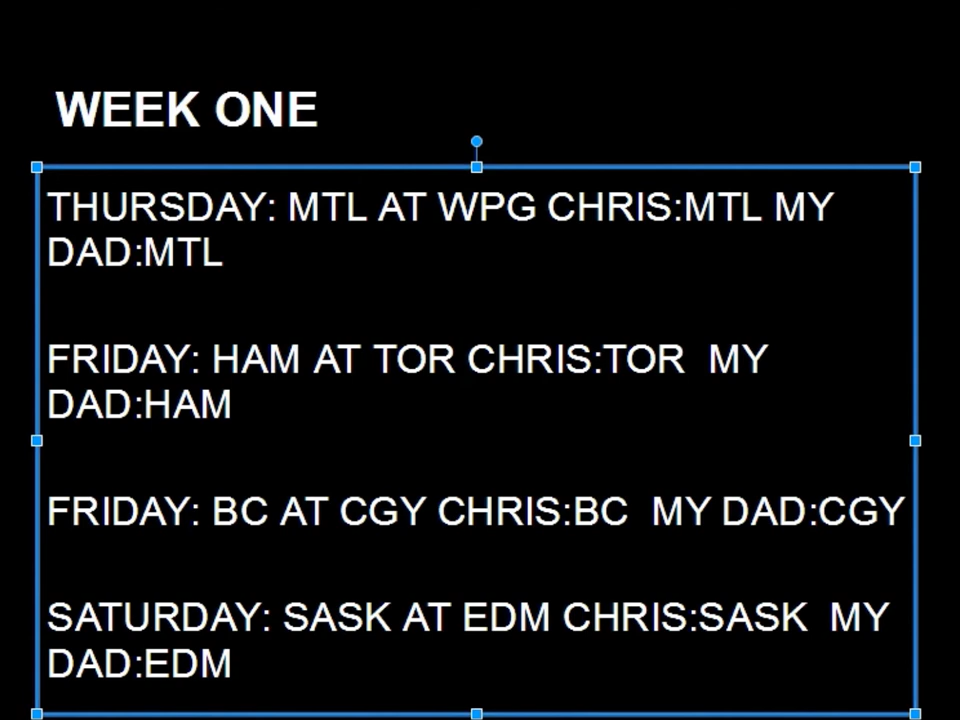 WEEK ONE
THURSDAY: MTL AT WPG CHRIS:MTL MY
DAD:MTL
FRIDAY: HAM AT TOR CHRIS:TOR  MY
DAD:HAM
FRIDAY: BC AT CGY CHRIS:BC  MY DAD:CGY
SATURDAY: SASK AT EDM CHRIS:SASK  MY
DAD:EDM